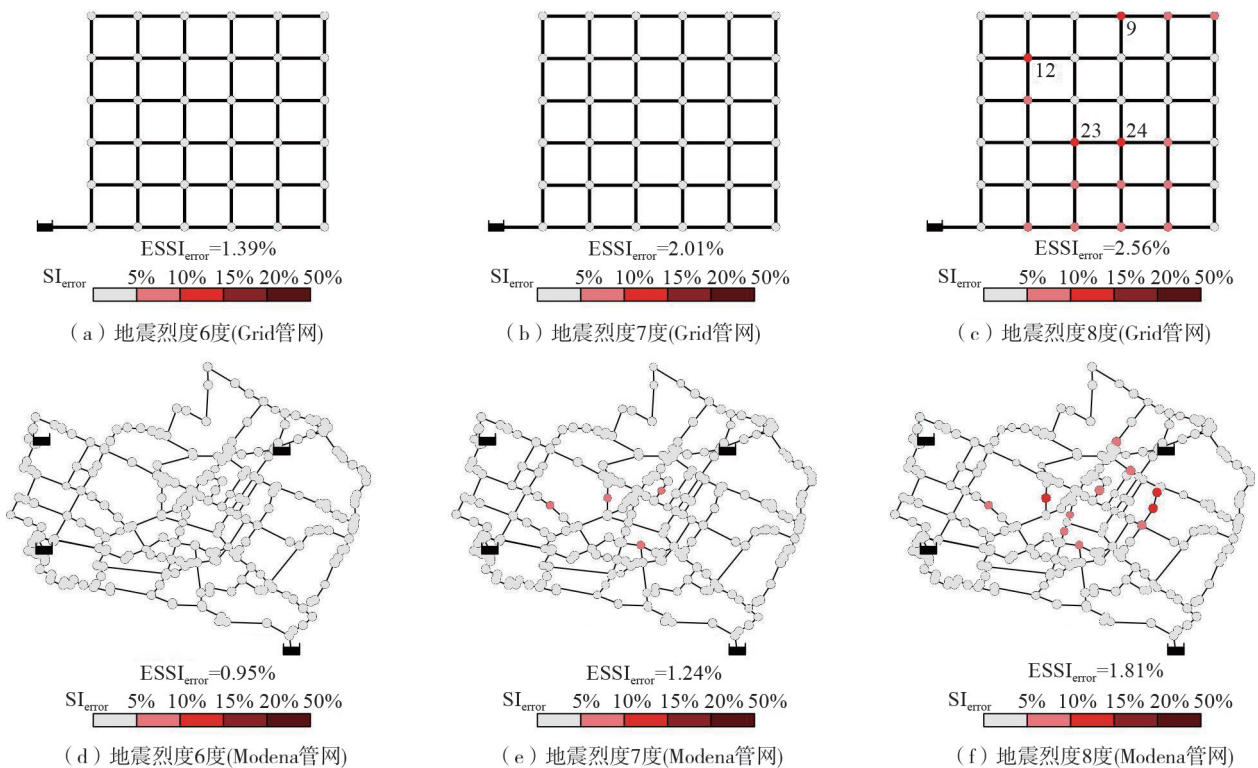 9
12
23 24
ESSIerror=1.39% ESSIerror=2.01% ESSIerror=2.56%
SIerror 5% 10% 15% 20% 50% SIerror 5% 10% 15% 20% 50% SIerror 5% 10% 15% 20% 50%
(a)地震烈度6度(Grid管网) (b)地震烈度7度(Grid管网) (c)地震烈度8度(Grid管网)
ESSIerror=0.95% ESSIerror=1.24% ESSIerror=1.81%
SIerror 5% 10% 15% 20% 50% SIerror 5% 10% 15% 20% 50% SIerror 5% 10% 15% 20% 50%
(d)地震烈度6度(Modena管网) (e)地震烈度7度(Modena管网) (f)地震烈度8度(Modena管网)